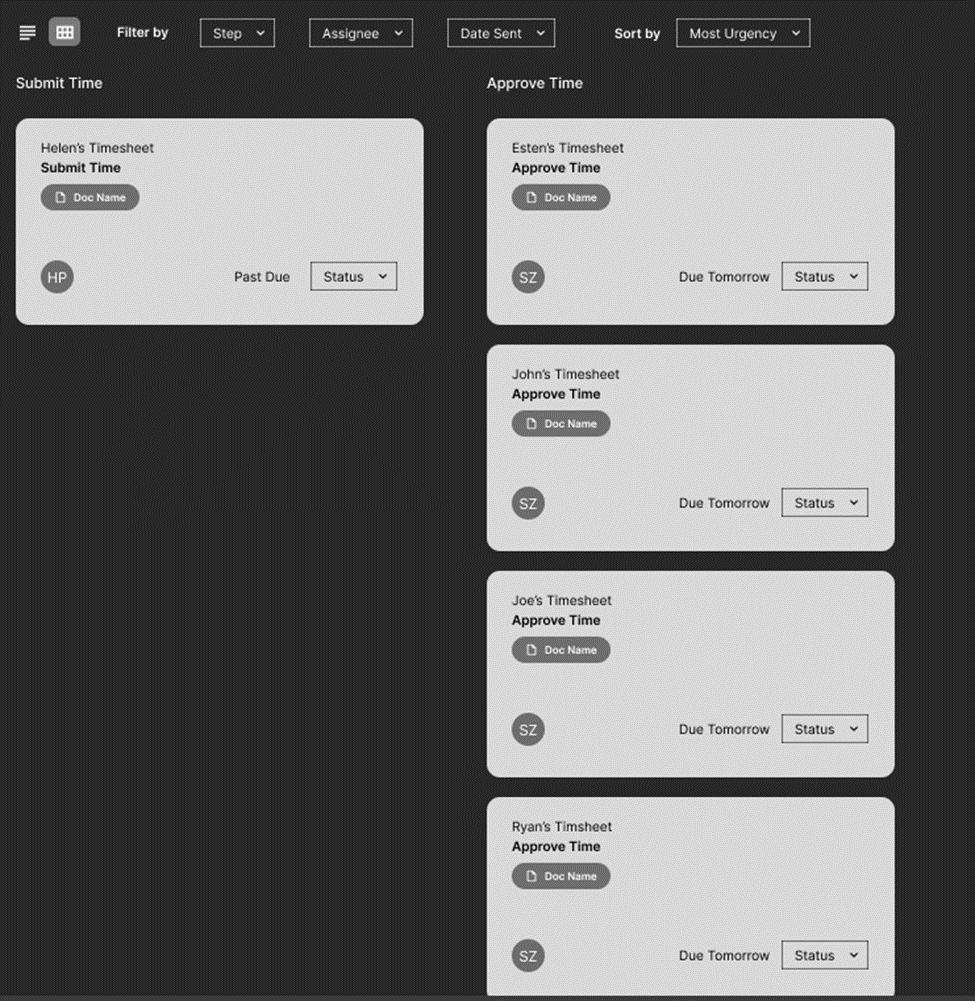 Filter by Step Assignee Date Sent Sort by Most Urgency
Submit Time
Helen's Timesheet
Submit Time
Doc Name
HP Past Due Status
Approve Time
Esten's Timesheet
Approve Time
Doc Name
SZ Due Tomorrow Status
John's Timesheet
Approve Time
Doc Name
SZ Due Tomorrow Status
Joe's Timesheet
Approve Time
Doc Name
SZ Due Tomorrow Status
Ryan's Timsheet
Approve Time
Doc Name
SZ Due Tomorrow Status